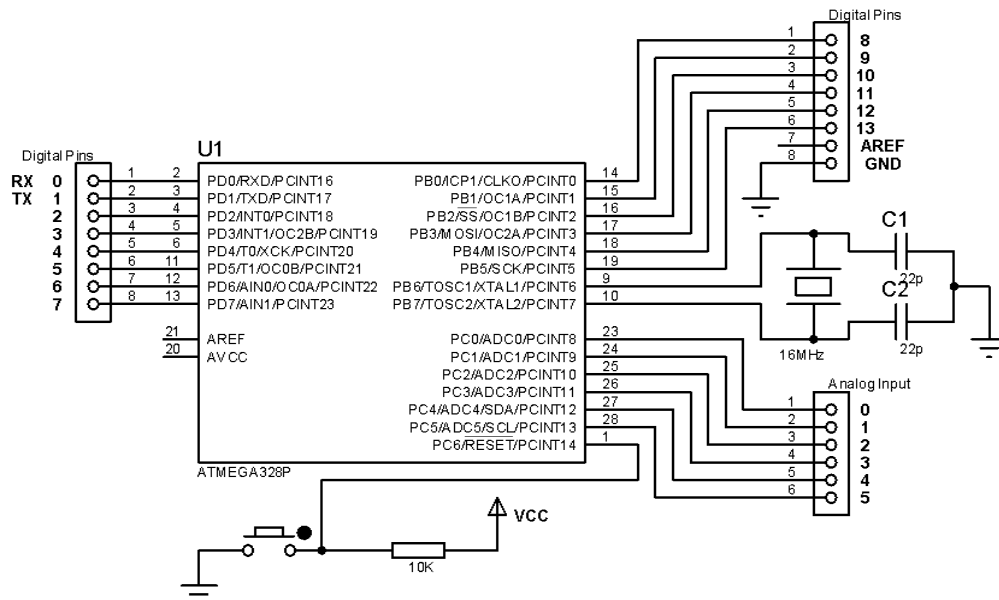 Digital Pins
1 8
2 9
3 10
4 11
5 12
6 13
7 AREF
8 GND
U1
Digital Pins
RX 0 1 2 PD0/RXD/PCINT16 PB0/ICP1/CLKO/PCINT0 14
TX 1 2 3 PD1/TXD/PCINT17 PB1/OC1A/PCINT1 15
2 3 4 PD2/INT0/PCINT18 PB2/SS/OC1B/PCINT2 16
3 4 5 PD3/INT1/OC2B/PCINT19 PB3/MOSI/OC2A/PCINT3 17
4 5 6 PD4/T0/XCK/PCINT20 PB4/MISO/PCINT4 18
5 6 11 PD5/T1/OC0B/PCINT21 PB5/SCK/PCINT5 19
6 7 12 PD6/AIN0/OC0A/PCINT22 PB6/TOSC1/XTAL1/PCINT6 9
7 8 13 PD7/AIN1/PCINT23 PB7/TOSC2/XTAL2/PCINT7 10
21 AREF PC0/ADC0/PCINT8 23
20 AVCC PC1/ADC1/PCINT9 24
PC2/ADC2/PCINT10 25
PC3/ADC3/PCINT11 26
PC4/ADC4/SDA/PCINT12 27
PC5/ADC5/SCL/PCINT13 28
PC6/RESET/PCINT14 1
ATMEGA328P
C1
22p
C2
22p
16MHz
Analog Input
1 0
2 1
3 2
4 3
5 4
6 5
VCC
10K